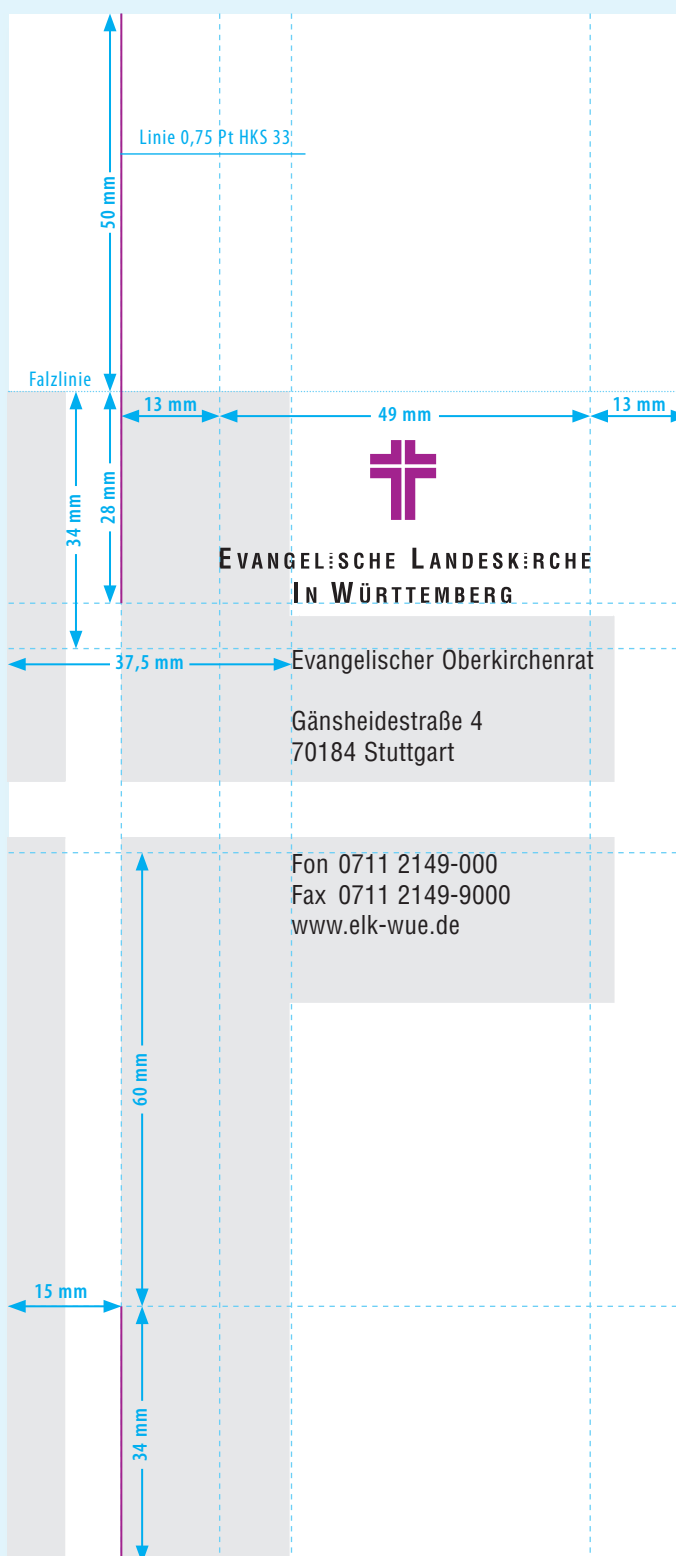 Linie 0,75 Pt HKS 33
50 mm
Falzlinie
13 mm
49 mm
13 mm
34 mm
28 mm
EVANGELISCHE LANDESKIRCHE
IN WÜRTTEMBERG
37,5 mm
Evangelischer Oberkirchenrat
Gänsheidestraße 4
70184 Stuttgart
Fon 0711 2149-000
Fax 0711 2149-9000
www.elk-wue.de
60 mm
15 mm
34 mm